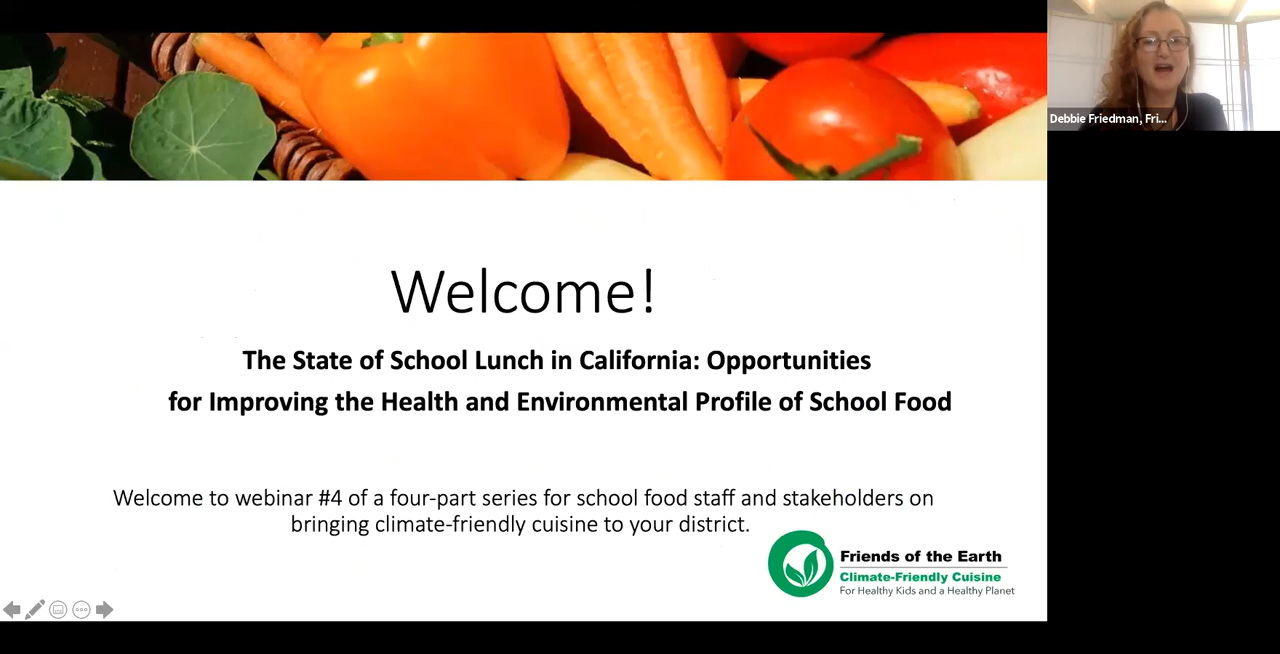 Debbie Friedman, Fri...
Welcome!
The State of School Lunch in California: Opportunities
for Improving the Health and Environmental Profile of School Food
Welcome to webinar #4 of a four-part series for school food staff and stakeholders on
bringing climate-friendly cuisine to your district.
Friends of the Earth
Climate-Friendly Cuisine
For Healthy Kids and a Healthy Planet